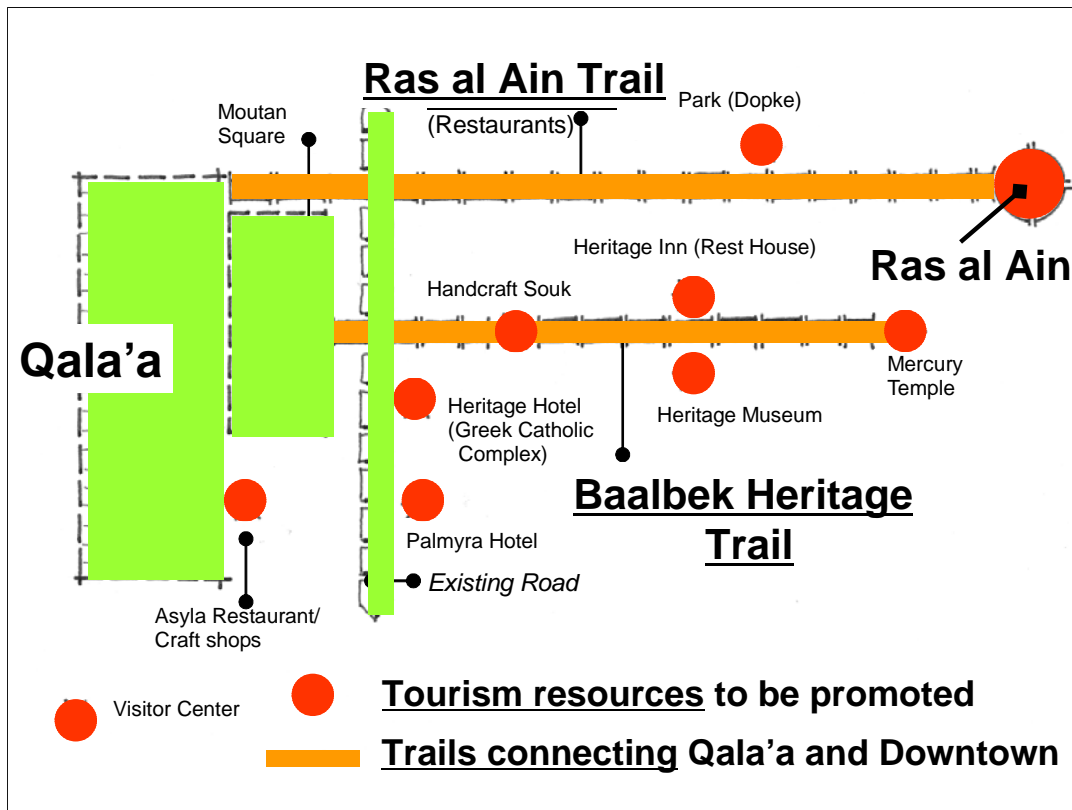 Ras al Ain Trail
(Restaurants)
Park (Dopke)
Moutan
Square
Ras al Ain
Heritage Inn (Rest House)
Handcraft Souk
Qala’a
Mercury
Temple
Heritage Hotel
(Greek Catholic
Complex)
Heritage Museum
Baalbek Heritage
Trail
Palmyra Hotel
Existing Road
Asyla Restaurant/
Craft shops
Visitor Center
Tourism resources to be promoted
Trails connecting Qala’a and Downtown